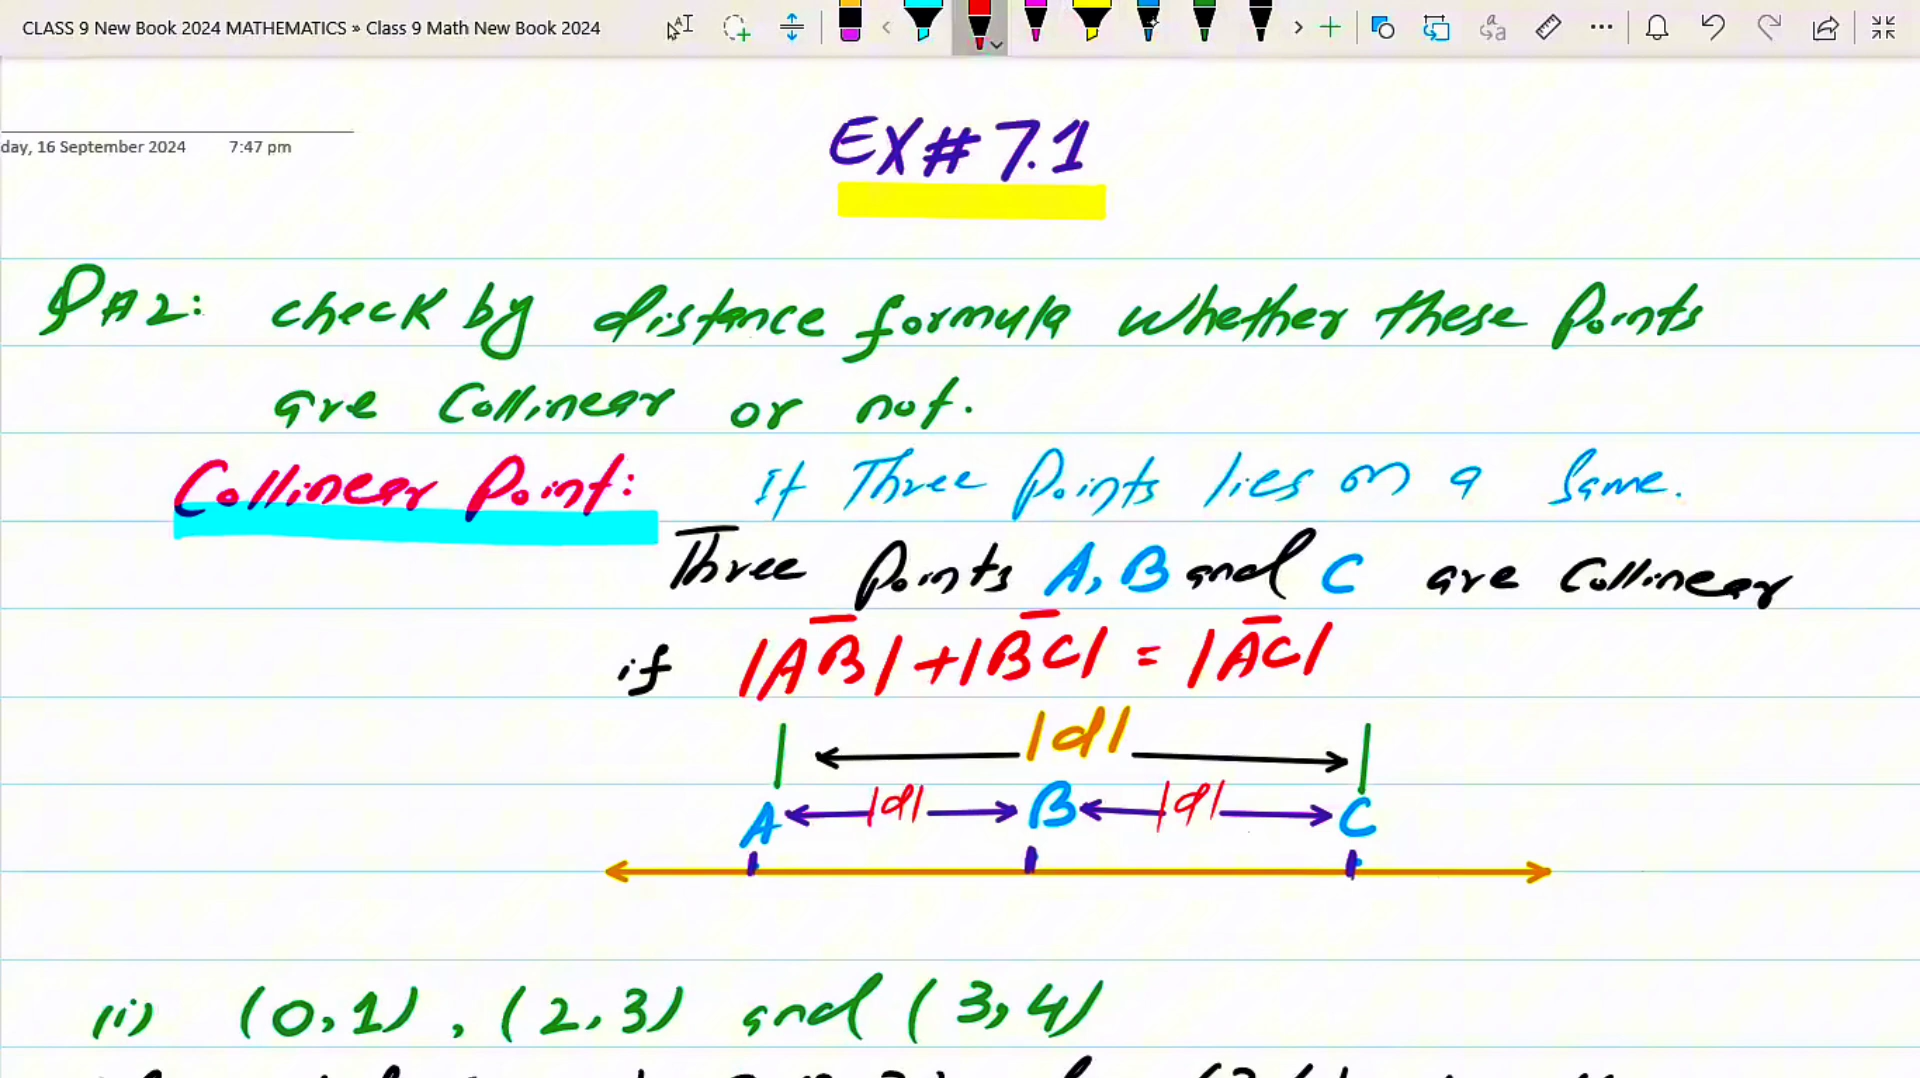 CLASS 9 New Book 2024 MATHEMATICS » Class 9 Math New Book 2024
day, 16 September 2024 7:47 pm
EX# 7.1
Q#2: check by distance formula whether these Points
are Collinear or not.
Collinear Point: if Three Points lies on a Same.
Three Points A, B and C are Collinear
if |AB̅| + |B̅C| = |A̅C|
|d|
A |d| B |d| C
(i) (0,1), (2,3) and (3,4)